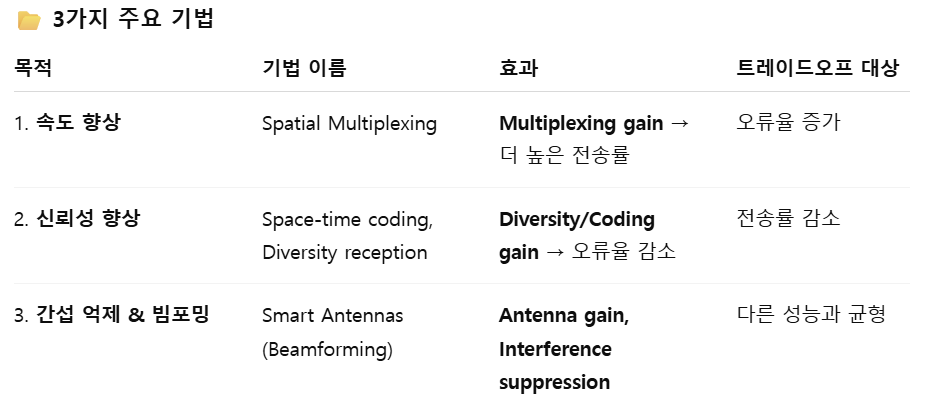 📂 3가지 주요 기법
목적 기법 이름 효과 트레이드오프 대상
1. 속도 향상 Spatial Multiplexing Multiplexing gain → 오류율 증가
더 높은 전송률
2. 신뢰성 향상 Space-time coding, Diversity/Coding 전송률 감소
Diversity reception gain → 오류율 감소
3. 간섭 억제 & 빔포밍 Smart Antennas Antenna gain, 다른 성능과 균형
(Beamforming) Interference
suppression